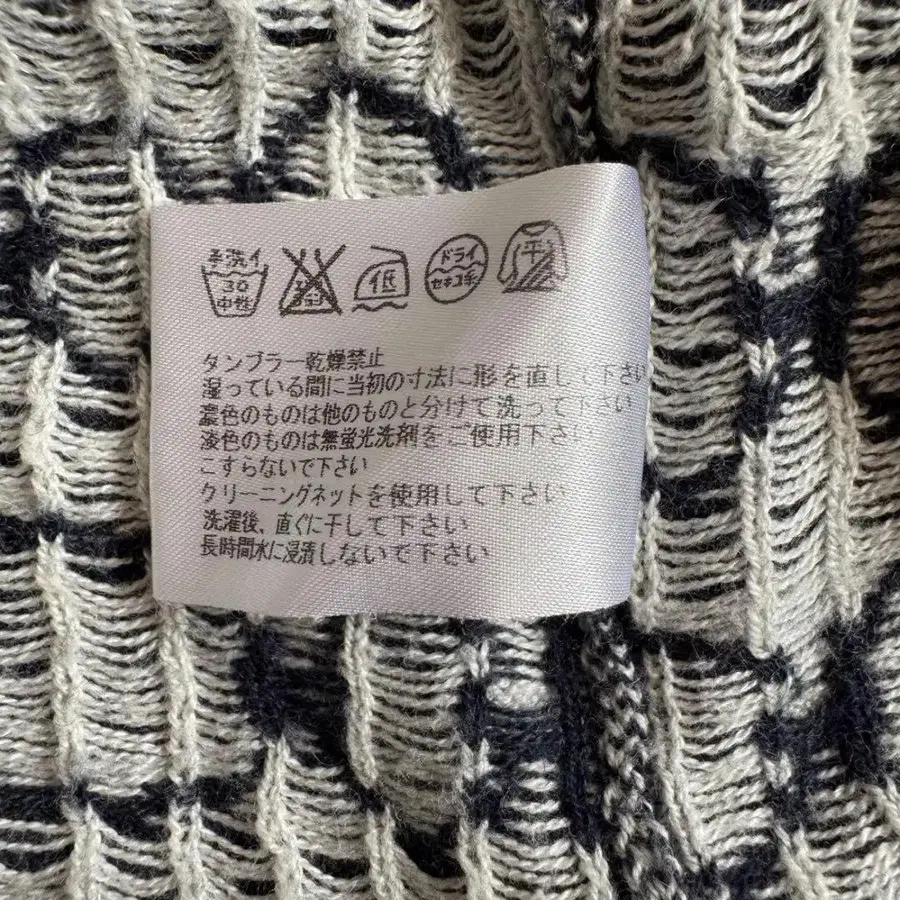 手洗イ 30 中性
低
ドライ セキユ系
平
タンブラー乾燥禁止
湿っている間に当初の寸法に形を直して下さい
濃色のものは他のものと分けて洗って下さい
淡色のものは無蛍光洗剤をご使用下さい
こすらないで下さい
クリーニングネットを使用して下さい
洗濯後、直ぐに干して下さい
長時間水に浸漬しないで下さい